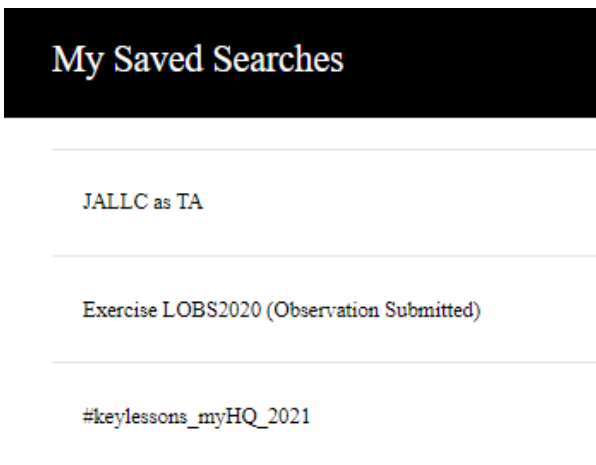 My Saved Searches
JALLC as TA
Exercise LOBS2020 (Observation Submitted)
#keylessons_myHQ_2021